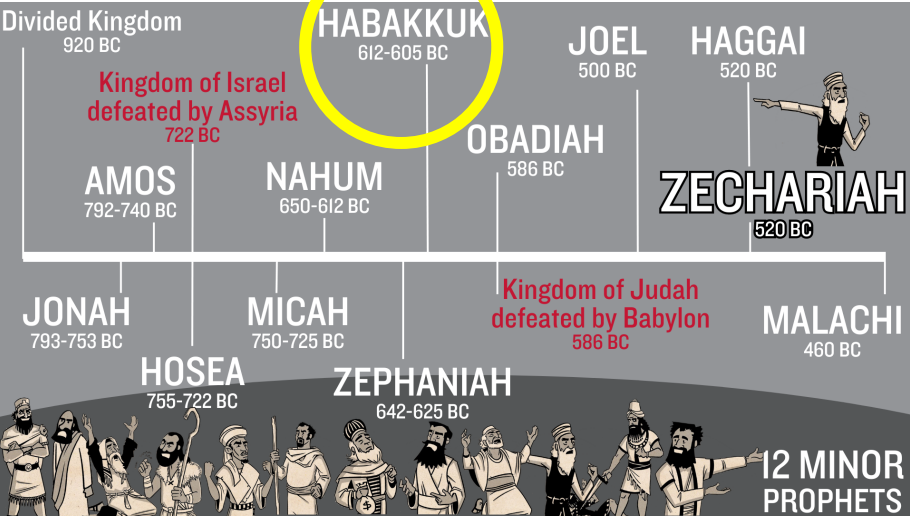 Divided Kingdom
920 BC
HABAKKUK
612-605 BC
JOEL
500 BC
HAGGAI
520 BC
Kingdom of Israel
defeated by Assyria
722 BC
OBADIAH
586 BC
AMOS
792-740 BC
NAHUM
650-612 BC
ZECHARIAH
520 BC
JONAH
793-753 BC
MICAH
750-725 BC
Kingdom of Judah
defeated by Babylon
586 BC
MALACHI
460 BC
HOSEA
755-722 BC
ZEPHANIAH
642-625 BC
$
12 MINOR
PROPHETS